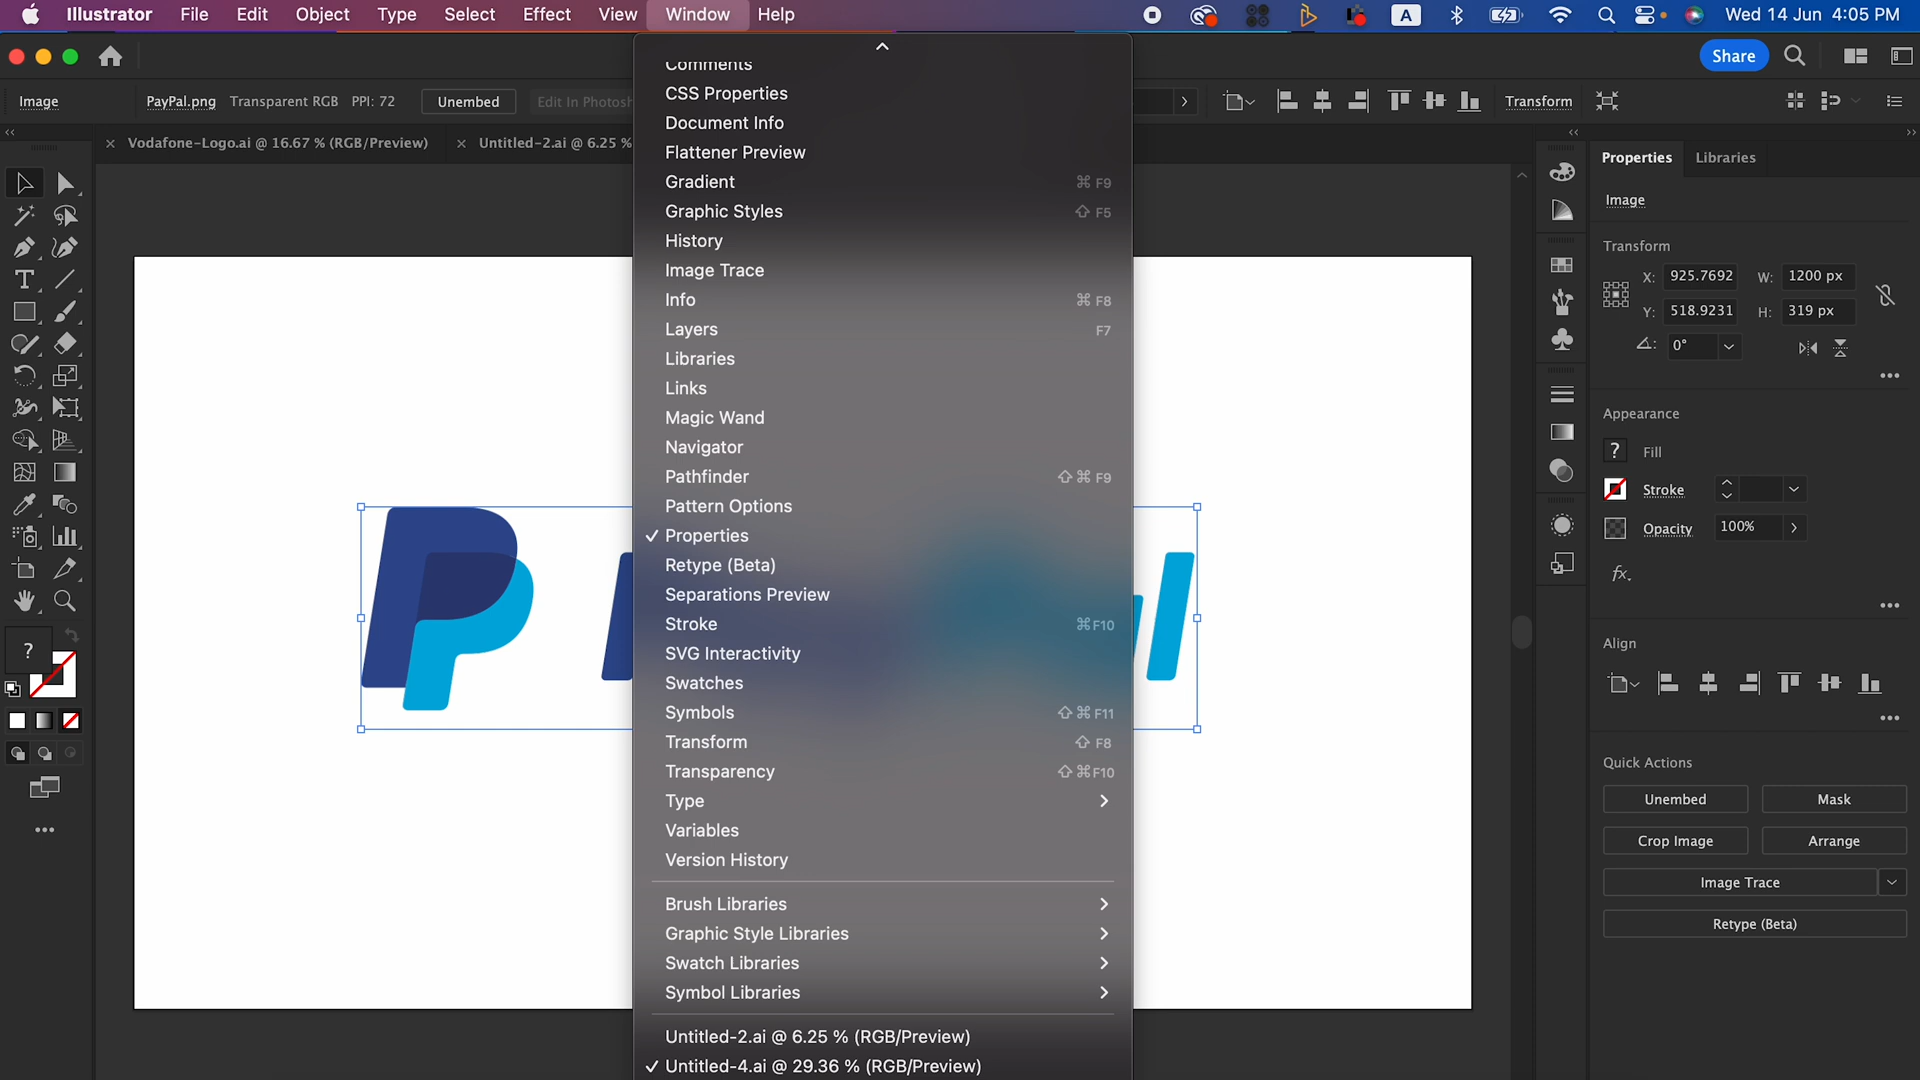 Illustrator File Edit Object Type Select Effect View Window Help A Wed 14 Jun 4:05 PM
Share
Image PayPal.png Transparent RGB PPI: 72 Unembed Edit In Photosh Transform
Vodafone-Logo.ai @ 16.67 % (RGB/Preview) Untitled-2.ai @ 6.25 %
Comments
CSS Properties
Document Info
Flattener Preview
Gradient ⌘ F9
Graphic Styles ⇧ F5
History
Image Trace
Info ⌘ F8
Layers F7
Libraries
Links
Magic Wand
Navigator
Pathfinder ⇧ ⌘ F9
Pattern Options
✓ Properties
Retype (Beta)
Separations Preview
Stroke ⌘F10
SVG Interactivity
Swatches
Symbols ⇧ ⌘F11
Transform ⇧ F8
Transparency ⇧ ⌘F10
Type
Variables
Version History
Brush Libraries
Graphic Style Libraries
Swatch Libraries
Symbol Libraries
Untitled-2.ai @ 6.25 % (RGB/Preview)
✓ Untitled-4.ai @ 29.36 % (RGB/Preview)
Properties Libraries
Image
Transform
X: 925.7692 W: 1200 px
Y: 518.9231 H: 319 px
0°
Appearance
? Fill
Stroke
Opacity 100%
fx.
Align
Quick Actions
Unembed Mask
Crop Image Arrange
Image Trace
Retype (Beta)
?